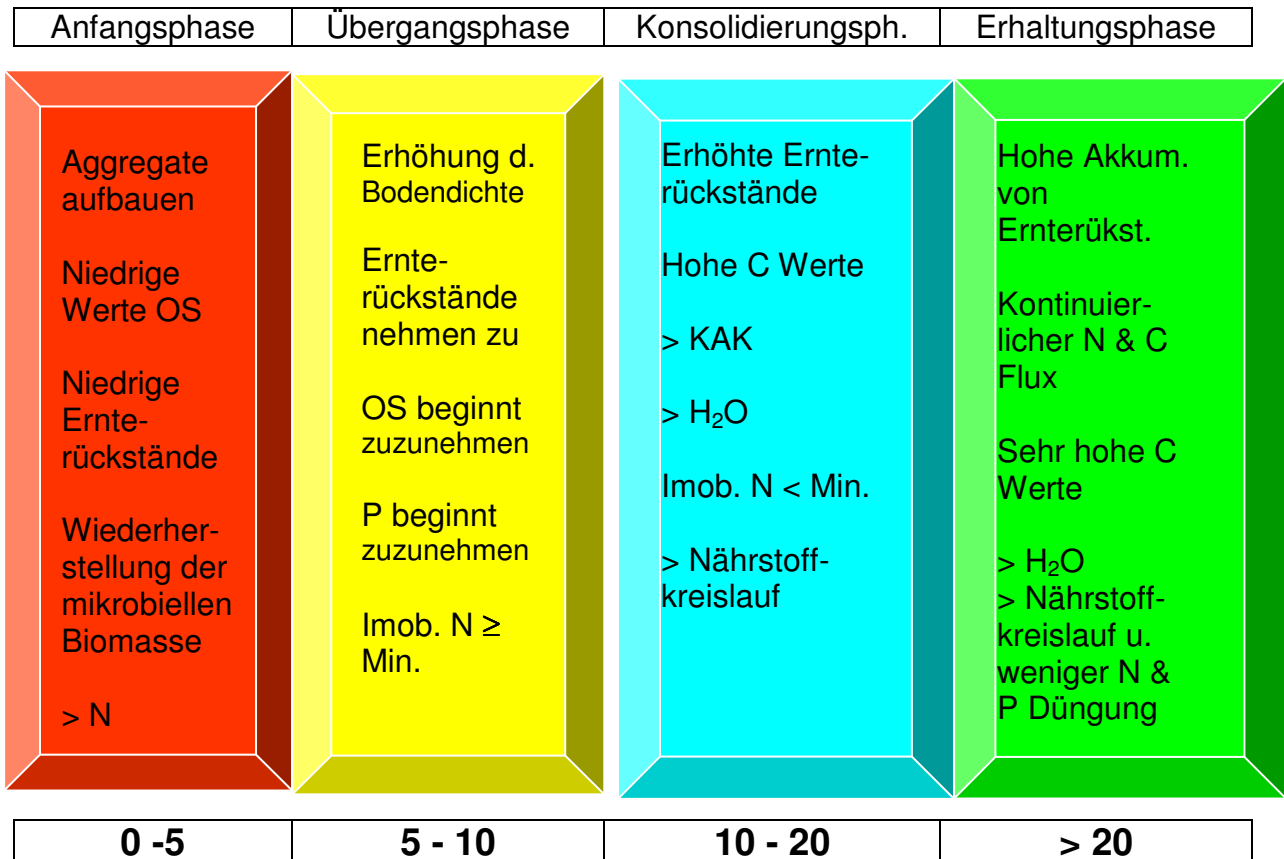 Anfangsphase
Übergangsphase
Konsolidierungsph.
Erhaltungsphase
Aggregate
aufbauen
Niedrige
Werte OS
Niedrige
Ernte-
rückstände
Wiederher-
stellung der
mikrobiellen
Biomasse
> N
Erhöhung d.
Bodendichte
Ernte-
rückstände
nehmen zu
OS beginnt
zuzunehmen
P beginnt
zuzunehmen
Imob. N ≥
Min.
Erhöhte Ernte-
rückstände
Hohe C Werte
> KAK
> H₂O
Imob. N < Min.
> Nährstoff-
kreislauf
Hohe Akkum.
von
Ernterükst.
Kontinuier-
licher N & C
Flux
Sehr hohe C
Werte
> H₂O
> Nährstoff-
kreislauf u.
weniger N &
P Düngung
0 -5
5 - 10
10 - 20
> 20